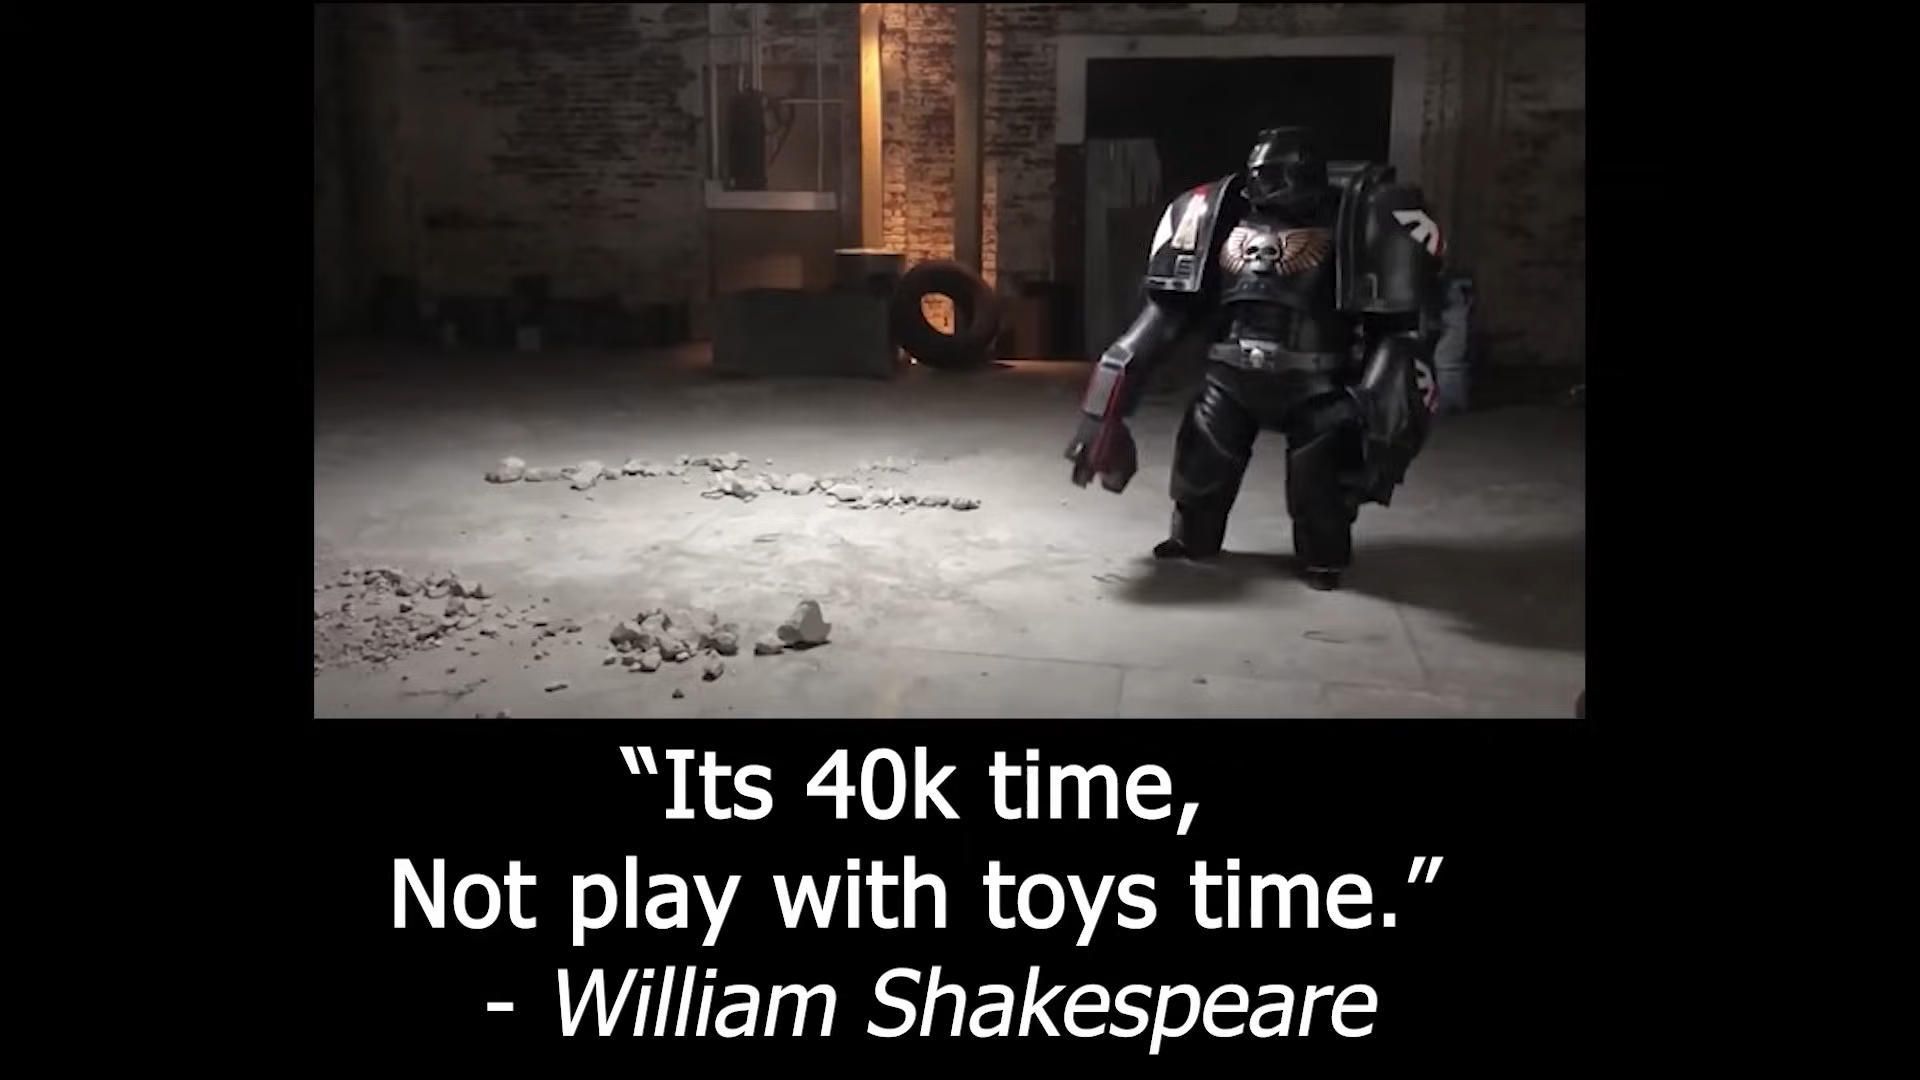 “Its 40k time,
Not play with toys time.”
- William Shakespeare